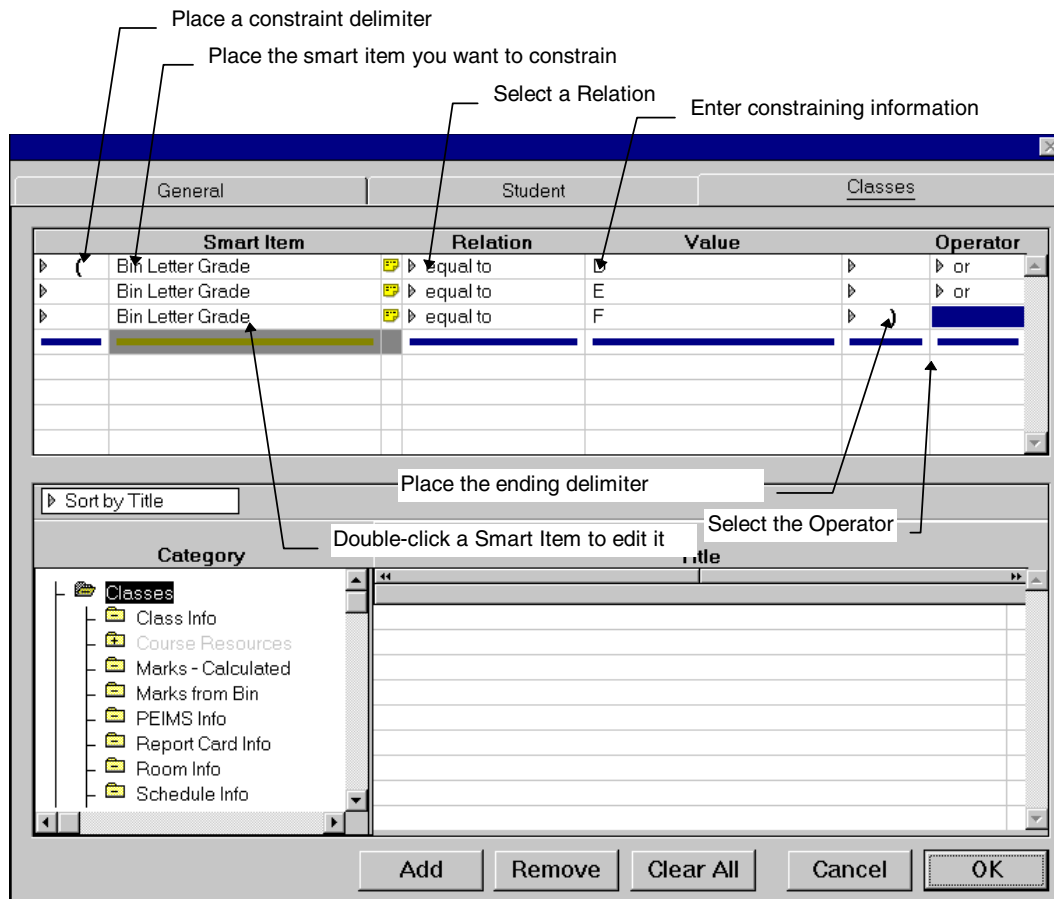 Place a constraint delimiter
Place the smart item you want to constrain
Select a Relation
Enter constraining information
General Student Classes
Smart Item Relation Value Operator
( Bin Letter Grade equal to D or
Bin Letter Grade equal to E or
Bin Letter Grade equal to F )
Place the ending delimiter
Sort by Title
Select the Operator
Double-click a Smart Item to edit it
Category Title
Classes
Class Info
Course Resources
Marks - Calculated
Marks from Bin
PEIMS Info
Report Card Info
Room Info
Schedule Info
Add Remove Clear All Cancel OK